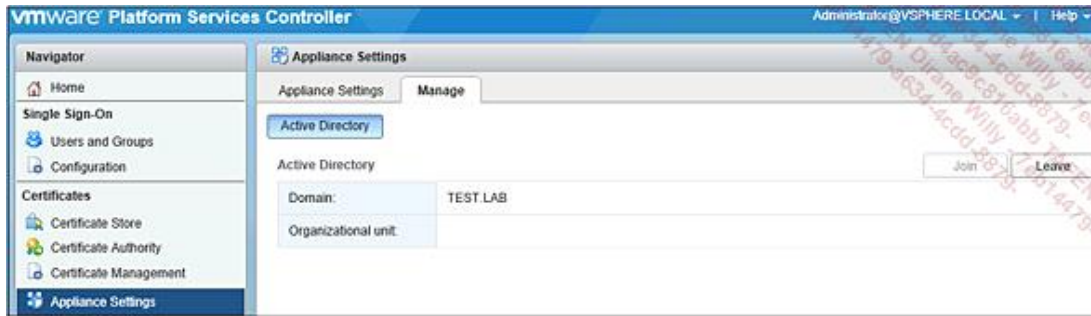 vmware Platform Services Controller
Administrator@VSPHERE.LOCAL
Help
Navigator
Home
Single Sign-On
Users and Groups
Configuration
Certificates
Certificate Store
Certificate Authority
Certificate Management
Appliance Settings
Appliance Settings
Appliance Settings
Manage
Active Directory
Active Directory
Join
Leave
Domain:
TEST.LAB
Organizational unit: